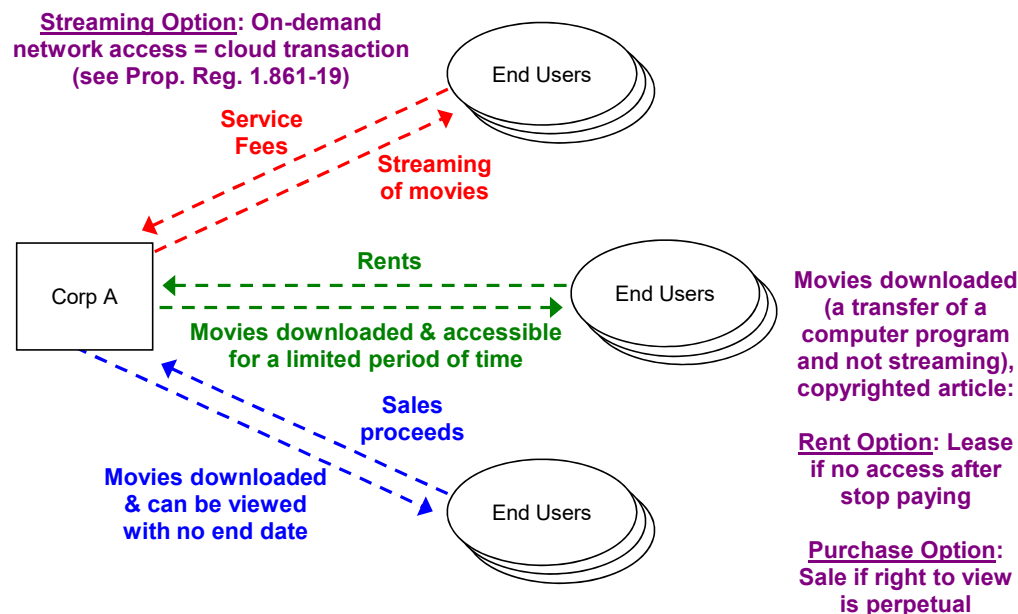 Streaming Option: On-demand
network access = cloud transaction
(see Prop. Reg. 1.861-19)
End Users
Service
Fees
Streaming
of movies
Corp A
Rents
End Users
Movies downloaded & accessible
for a limited period of time
Movies downloaded
(a transfer of a
computer program
and not streaming),
copyrighted article:
Rent Option: Lease
if no access after
stop paying
Purchase Option:
Sale if right to view
is perpetual
Sales
proceeds
Movies downloaded
& can be viewed
with no end date
End Users